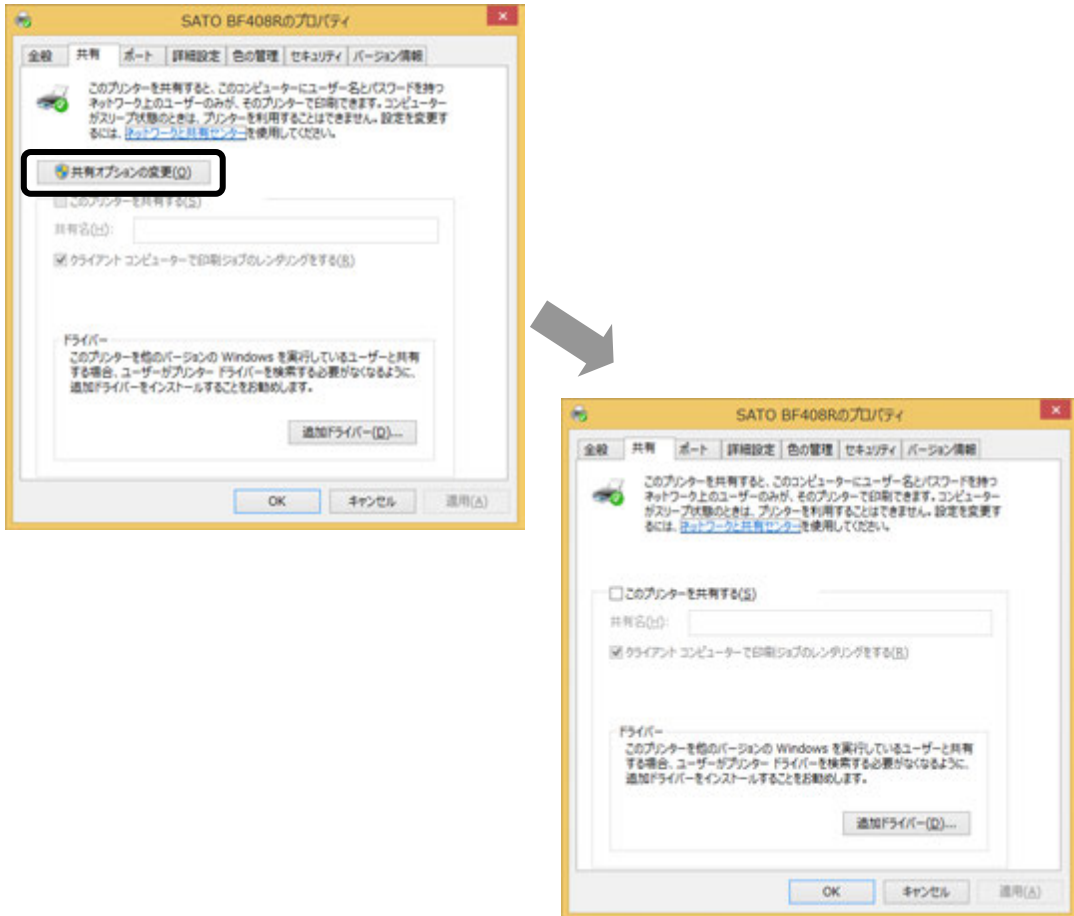 SATO BF408Rのプロパティ
全般 共有 ポート 詳細設定 色の管理 セキュリティ バージョン情報
このプリンターを共有すると、このコンピューターにユーザー名とパスワードを持つ
ネットワーク上のユーザーのみが、そのプリンターで印刷できます。コンピューター
がスリープ状態のときは、プリンターを利用することはできません。設定を変更す
るには、ネットワークと共有センターを使用してください。
共有オプションの変更(O)
このプリンターを共有する(S)
共有名(H):
クライアント コンピューターで印刷ジョブのレンダリングをする(R)
ドライバー
このプリンターを他のバージョンの Windows を実行しているユーザーと共有
する場合、ユーザーがプリンター ドライバーを検索する必要がなくなるように、
追加ドライバーをインストールすることをお勧めします。
追加ドライバー(D)...
OK キャンセル 適用(A)
SATO BF408Rのプロパティ
全般 共有 ポート 詳細設定 色の管理 セキュリティ バージョン情報
このプリンターを共有すると、このコンピューターにユーザー名とパスワードを持つ
ネットワーク上のユーザーのみが、そのプリンターで印刷できます。コンピューター
がスリープ状態のときは、プリンターを利用することはできません。設定を変更す
るには、ネットワークと共有センターを使用してください。
このプリンターを共有する(S)
共有名(H):
クライアント コンピューターで印刷ジョブのレンダリングをする(R)
ドライバー
このプリンターを他のバージョンの Windows を実行しているユーザーと共有
する場合、ユーザーがプリンター ドライバーを検索する必要がなくなるように、
追加ドライバーをインストールすることをお勧めします。
追加ドライバー(D)...
OK キャンセル 適用(A)